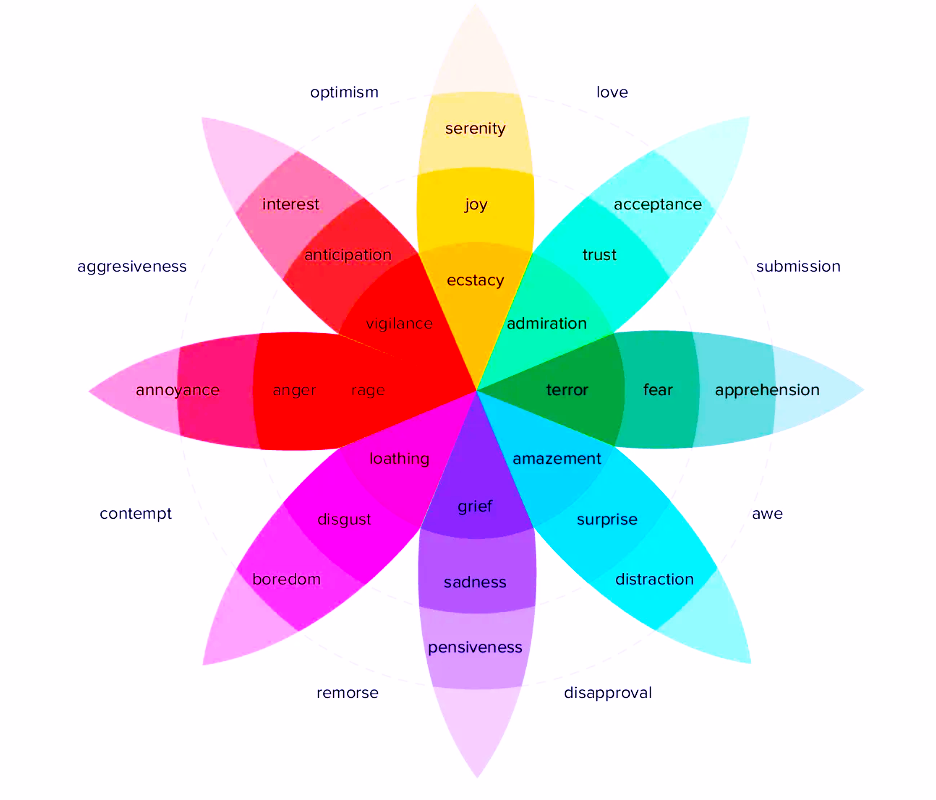 optimism
love
serenity
interest
joy
acceptance
anticipation
trust
aggresiveness
ecstacy
submission
vigilance
admiration
annoyance
anger
rage
terror
fear
apprehension
loathing
amazement
contempt
grief
awe
disgust
surprise
boredom
sadness
distraction
pensiveness
remorse
disapproval